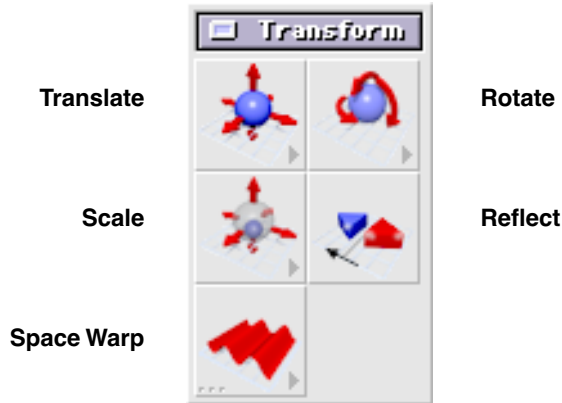 Transform
Translate
Rotate
Scale
Reflect
Space Warp